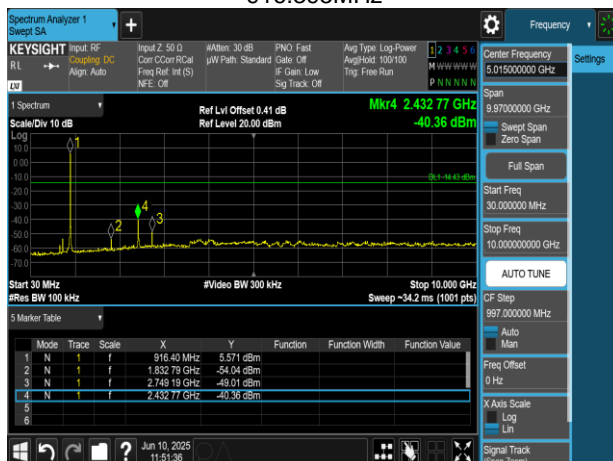 Spectrum Analyzer 1
Swept SA
+
Frequency
KEYSIGHT
RL
LXI
Input: RF
Coupling: DC
Align: Auto
Input Z: 50 Ω
Corr CCorr RCal
Freq Ref: Int (S)
NFE: Off
#Atten: 30 dB
µW Path: Standard
PNO: Fast
Gate: Off
IF Gain: Low
Sig Track: Off
Avg Type: Log-Power
Avg|Hold: 100/100
Trig: Free Run
1 2 3 4 5 6
M W W W W W
P N N N N N
Center Frequency
5.015000000 GHz
Settings
Span
9.97000000 GHz
Swept Span
Zero Span
Full Span
Start Freq
30.000000 MHz
Stop Freq
10.000000000 GHz
AUTO TUNE
CF Step
997.000000 MHz
Auto
Man
Freq Offset
0 Hz
X Axis Scale
Log
Lin
Signal Track
1 Spectrum
Scale/Div 10 dB
Ref Lvl Offset 0.41 dB
Ref Level 20.00 dBm
Mkr4 2.432 77 GHz
-40.36 dBm
Log
10.0
0.00
-10.0
-20.0
-30.0
-40.0
-50.0
-60.0
-70.0
1
2
4
3
DL1 -14.43 dBm
Start 30 MHz
#Res BW 100 kHz
#Video BW 300 kHz
Stop 10.000 GHz
Sweep ~34.2 ms (1001 pts)
5 Marker Table
Mode Trace Scale X Y Function Function Width Function Value
1 N 1 f 916.40 MHz 5.571 dBm
2 N 1 f 1.832 79 GHz -54.04 dBm
3 N 1 f 2.749 19 GHz -49.01 dBm
4 N 1 f 2.432 77 GHz -40.36 dBm
5
6
?
Jun 10, 2025
11:51:36